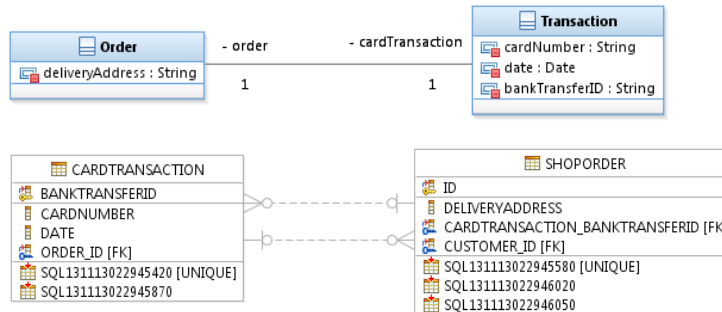 Order
deliveryAddress : String
- order
1
- cardTransaction
1
Transaction
cardNumber : String
date : Date
bankTransferID : String
CARDTRANSACTION
BANKTRANSFERID
CARDNUMBER
DATE
ORDER_ID [FK]
SQL131113022945420 [UNIQUE]
SQL131113022945870
SHOPORDER
ID
DELIVERYADDRESS
CARDTRANSACTION_BANKTRANSFERID [FK
CUSTOMER_ID [FK]
SQL131113022945580 [UNIQUE]
SQL131113022946020
SQL131113022946050